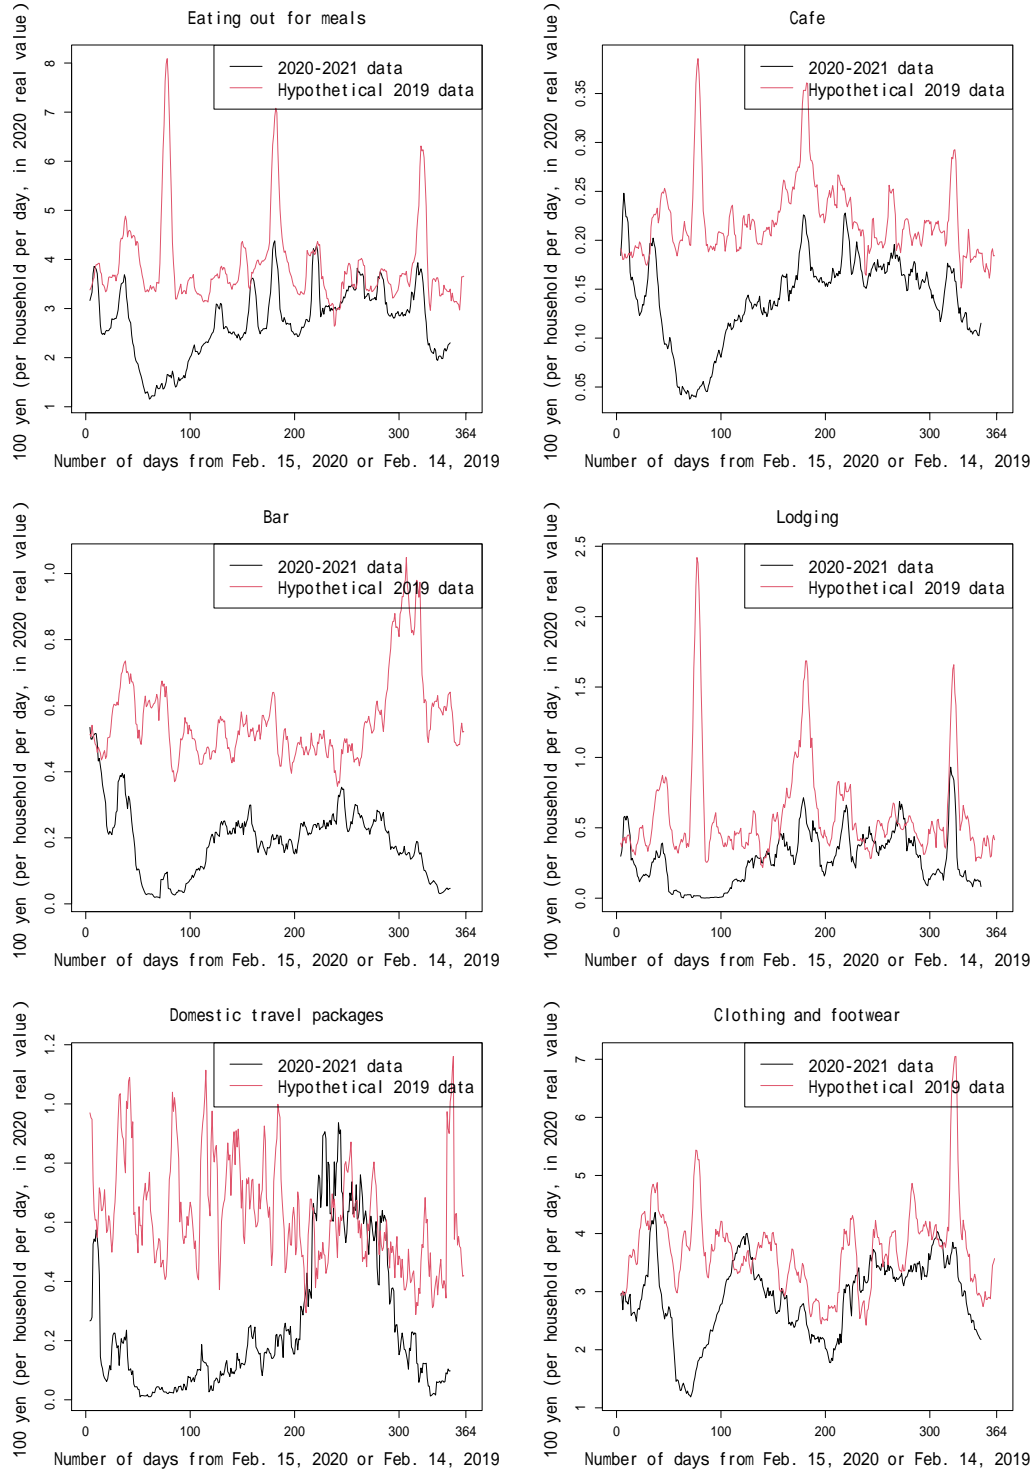 Eating out for meals
100 yen (per household per day, in 2020 real value)
8
7
6
5
4
3
2
1
2020-2021 data
Hypothetical 2019 data
0 100 200 300 364
Number of days from Feb. 15, 2020 or Feb. 14, 2019
Cafe
100 yen (per household per day, in 2020 real value)
0.35
0.30
0.25
0.20
0.15
0.10
0.05
2020-2021 data
Hypothetical 2019 data
0 100 200 300 364
Number of days from Feb. 15, 2020 or Feb. 14, 2019
Bar
100 yen (per household per day, in 2020 real value)
1.0
0.8
0.6
0.4
0.2
0.0
2020-2021 data
Hypothetical 2019 data
0 100 200 300 364
Number of days from Feb. 15, 2020 or Feb. 14, 2019
Lodging
100 yen (per household per day, in 2020 real value)
2.5
2.0
1.5
1.0
0.5
0.0
2020-2021 data
Hypothetical 2019 data
0 100 200 300 364
Number of days from Feb. 15, 2020 or Feb. 14, 2019
Domestic travel packages
100 yen (per household per day, in 2020 real value)
1.2
1.0
0.8
0.6
0.4
0.2
0.0
2020-2021 data
Hypothetical 2019 data
0 100 200 300 364
Number of days from Feb. 15, 2020 or Feb. 14, 2019
Clothing and footwear
100 yen (per household per day, in 2020 real value)
7
6
5
4
3
2
1
2020-2021 data
Hypothetical 2019 data
0 100 200 300 364
Number of days from Feb. 15, 2020 or Feb. 14, 2019